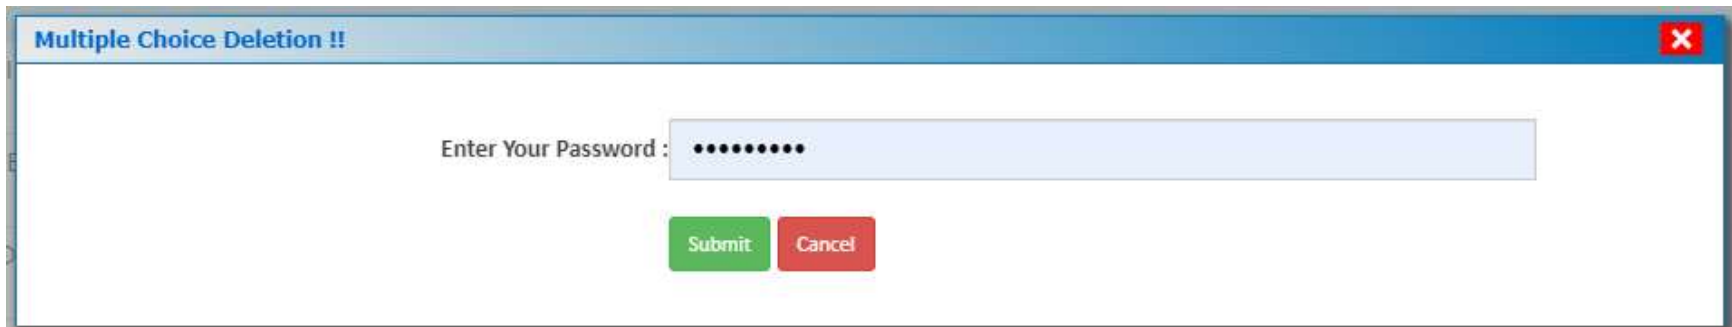 Multiple Choice Deletion !!
Enter Your Password : •••••••••
Submit Cancel